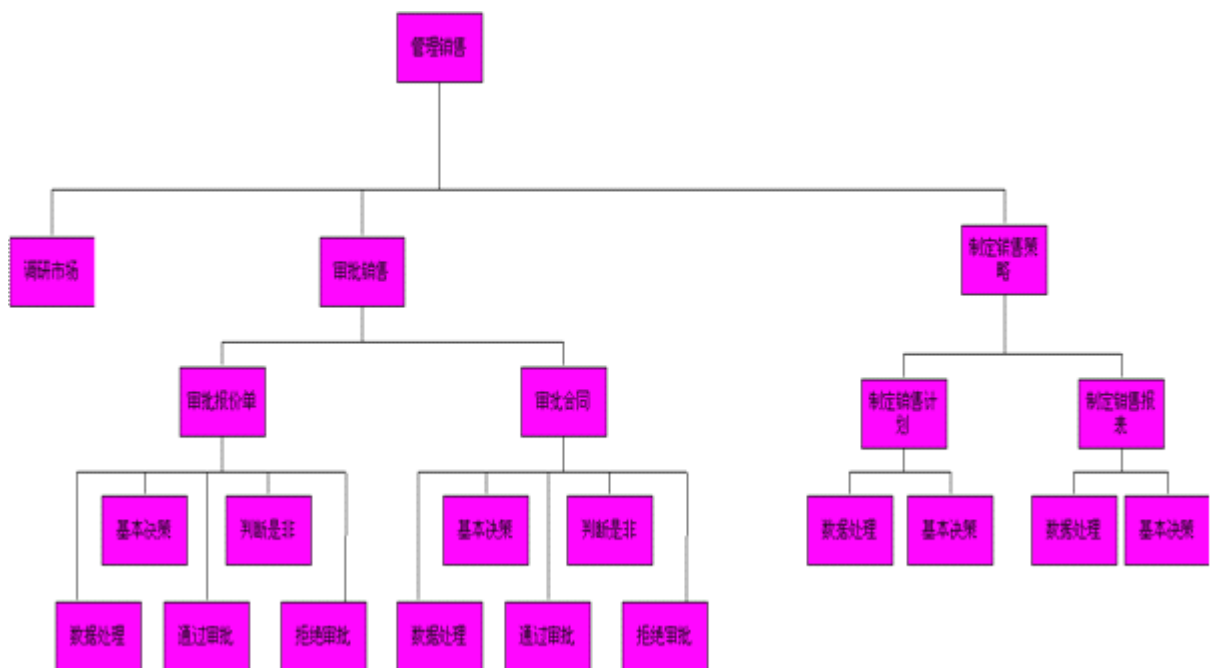 管理销售
调研市场
审批销售
制定销售策
略
审批报价单
审批合同
制定销售计
划
制定销售报
表
基本决策
判断是非
基本决策
判断是非
数据处理
基本决策
数据处理
基本决策
数据处理
通过审批
拒绝审批
数据处理
通过审批
拒绝审批